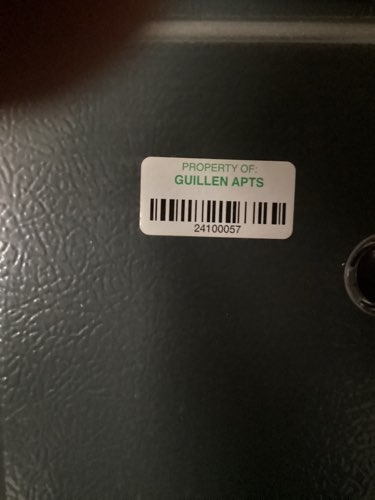 PROPERTY OF:
GUILLEN APTS
24100057